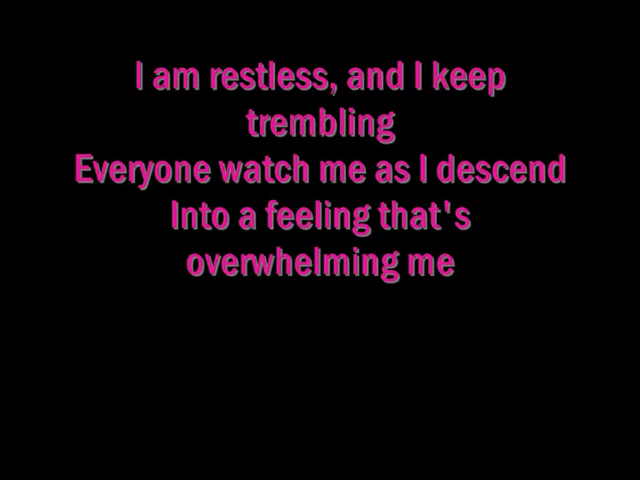 I am restless, and I keep
trembling
Everyone watch me as I descend
Into a feeling that's
overwhelming me